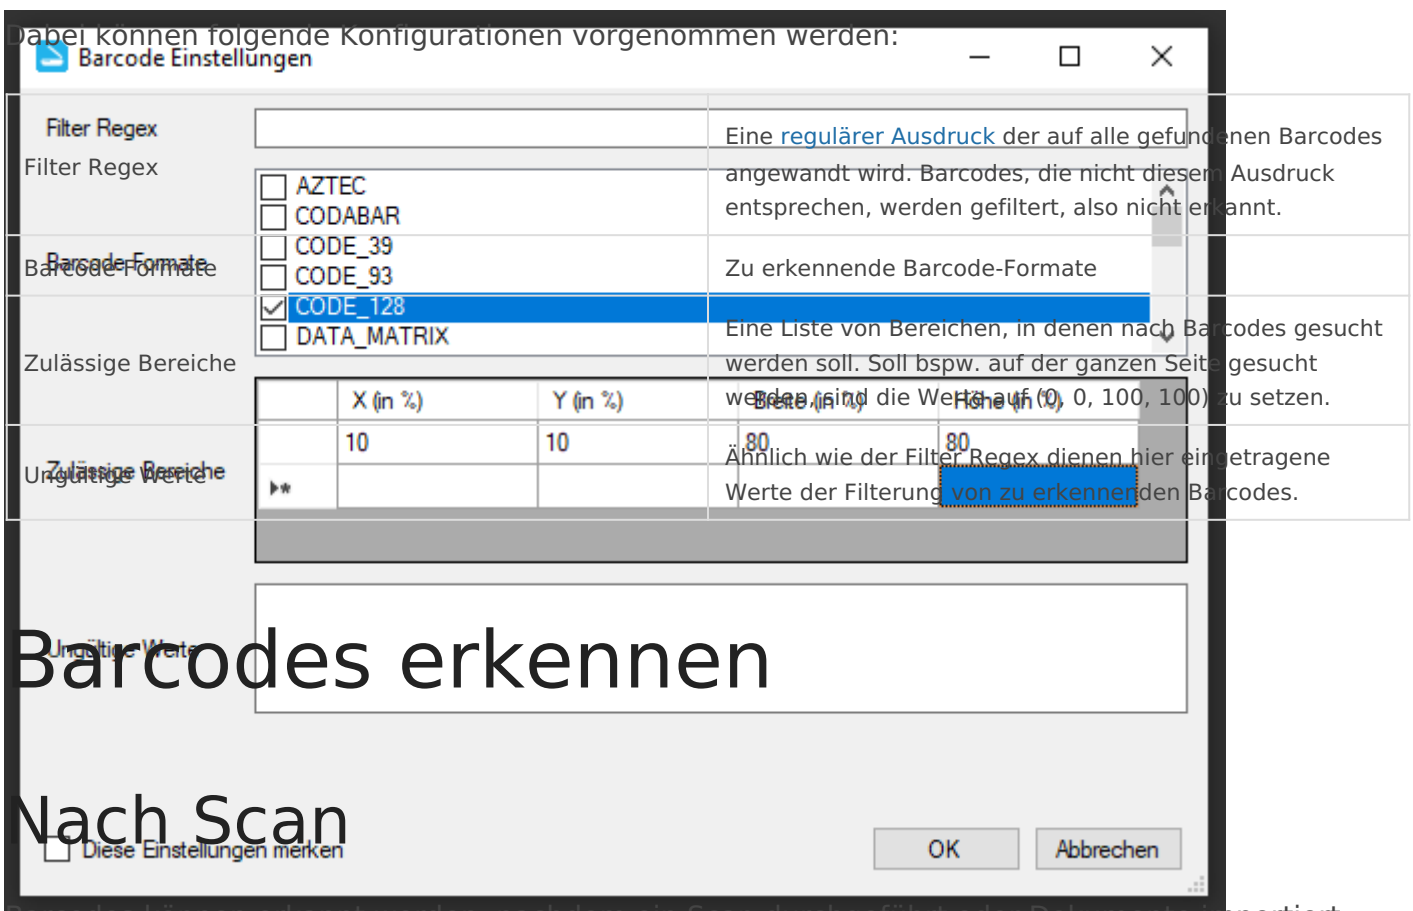 Dabei können folgende Konfigurationen vorgenommen werden:
Barcode Einstellungen
Filter Regex
Filter Regex
Eine regulärer Ausdruck der auf alle gefundenen Barcodes
angewandt wird. Barcodes, die nicht diesem Ausdruck
entsprechen, werden gefiltert, also nicht erkannt.
AZTEC
CODABAR
CODE_39
CODE_93
CODE_128
DATA_MATRIX
Barcode Formate
Barcode Formate
Zu erkennende Barcode-Formate
Zulässige Bereiche
Eine Liste von Bereichen, in denen nach Barcodes gesucht
werden soll. Soll bspw. auf der ganzen Seite gesucht
werden, sind die Werte auf (0, 0, 100, 100) zu setzen.
X (in %) Y (in %) Breite (in %) Höhe (in %)
10 10 80 80
Zulässige Bereiche
Ungültige Werte
Ähnlich wie der Filter Regex dienen hier eingetragene
Werte der Filterung von zu erkennenden Barcodes.
Ungültige Werte
Barcodes erkennen
Nach Scan
Diese Einstellungen merken
OK
Abbrechen